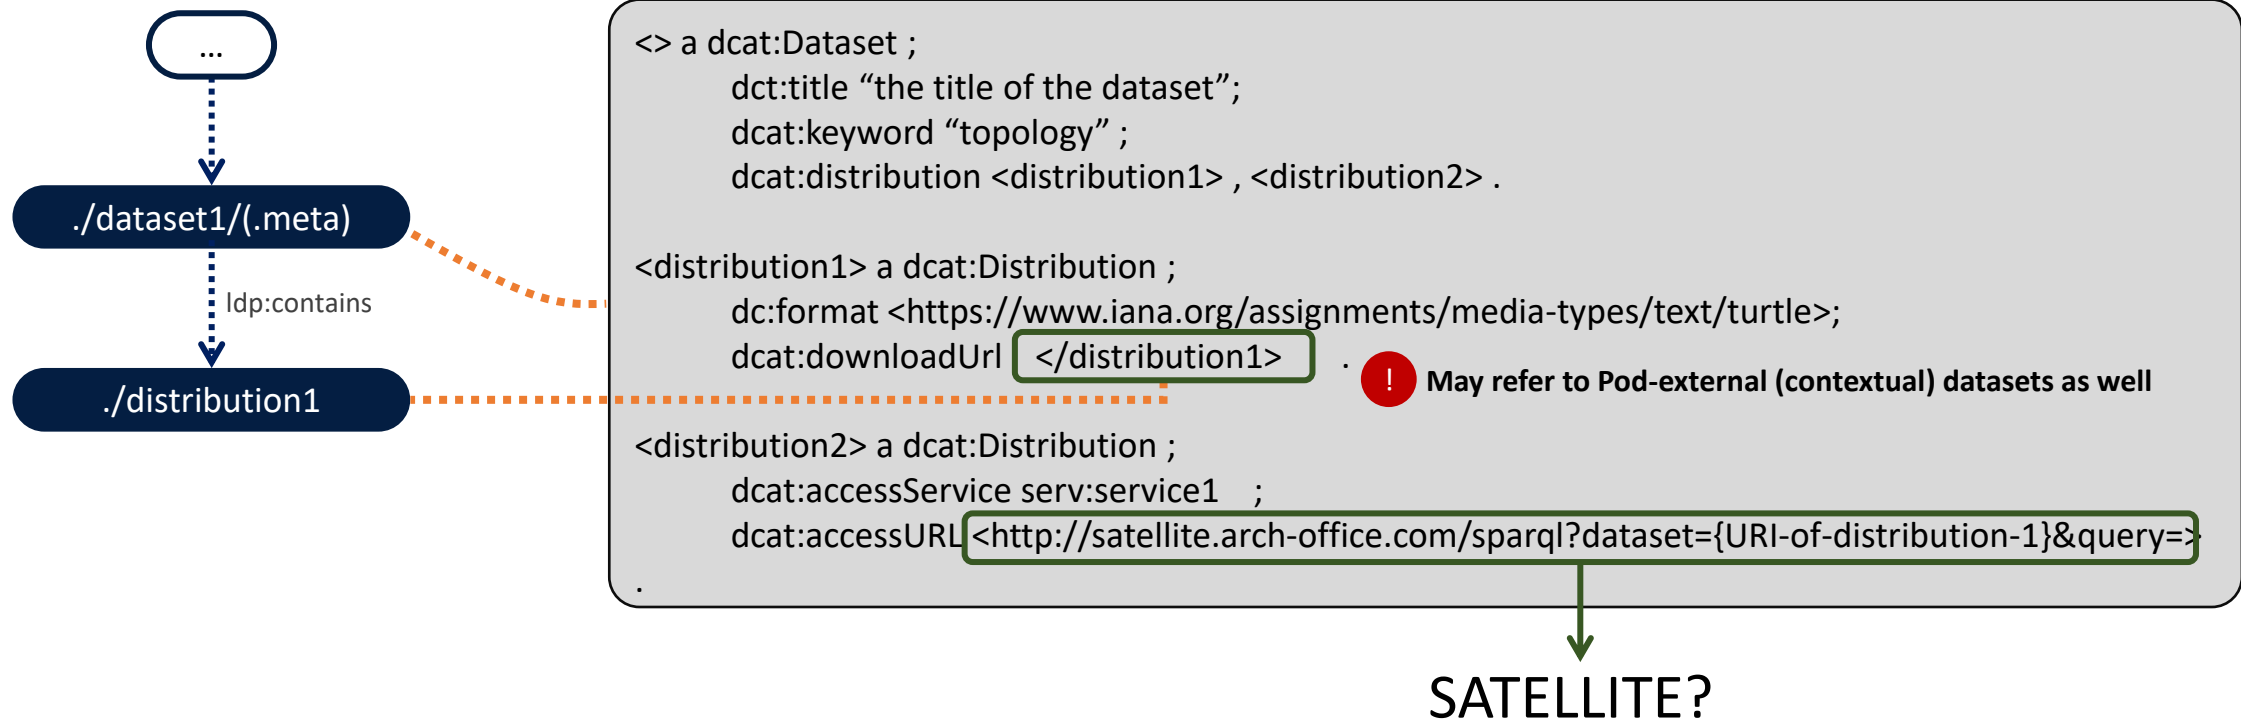 ...
./dataset1/(.meta)
ldp:contains
./distribution1
<> a dcat:Dataset ;
dct:title “the title of the dataset”;
dcat:keyword “topology” ;
dcat:distribution <distribution1> , <distribution2> .
<distribution1> a dcat:Distribution ;
dc:format <https://www.iana.org/assignments/media-types/text/turtle>;
dcat:downloadUrl </distribution1> .
! May refer to Pod-external (contextual) datasets as well
<distribution2> a dcat:Distribution ;
dcat:accessService serv:service1 ;
dcat:accessURL <http://satellite.arch-office.com/sparql?dataset={URI-of-distribution-1}&query=>
.
SATELLITE?